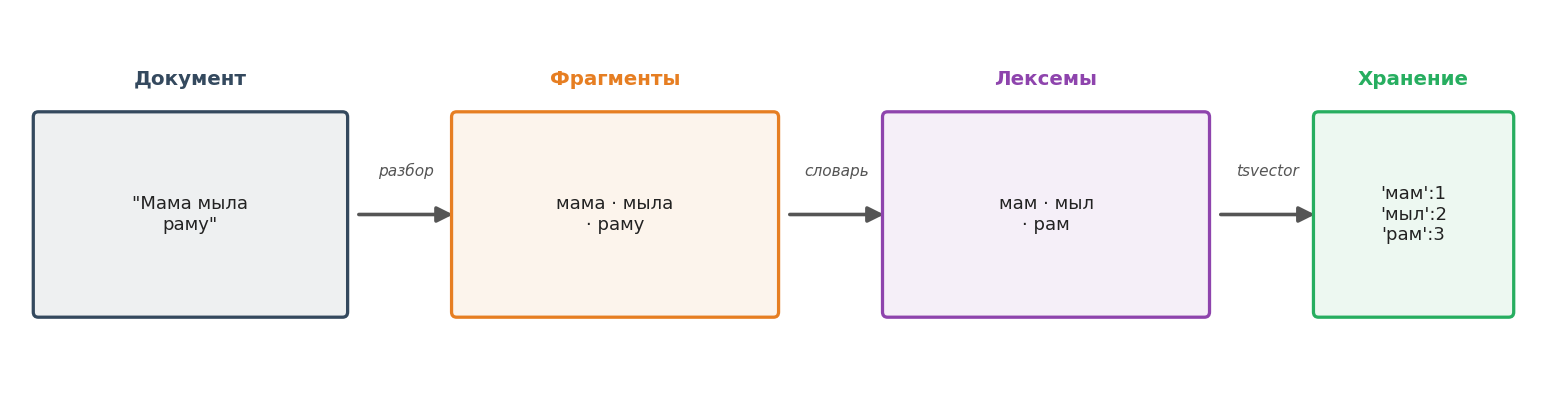 Документ
"Мама мыла
раму"
разбор
Фрагменты
мама · мыла
· раму
словарь
Лексемы
мам · мыл
· рам
tsvector
Хранение
'мам':1
'мыл':2
'рам':3